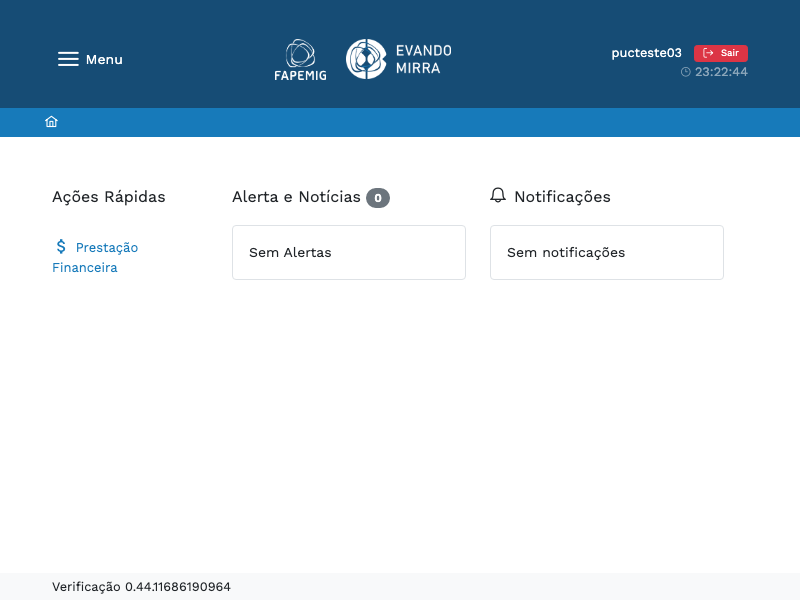 Menu
FAPEMIG
EVANDO
MIRRA
pucteste03
Sair
23:22:44
Ações Rápidas
$ Prestação
Financeira
Alerta e Notícias 0
Sem Alertas
Notificações
Sem notificações
Verificação 0.44.11686190964